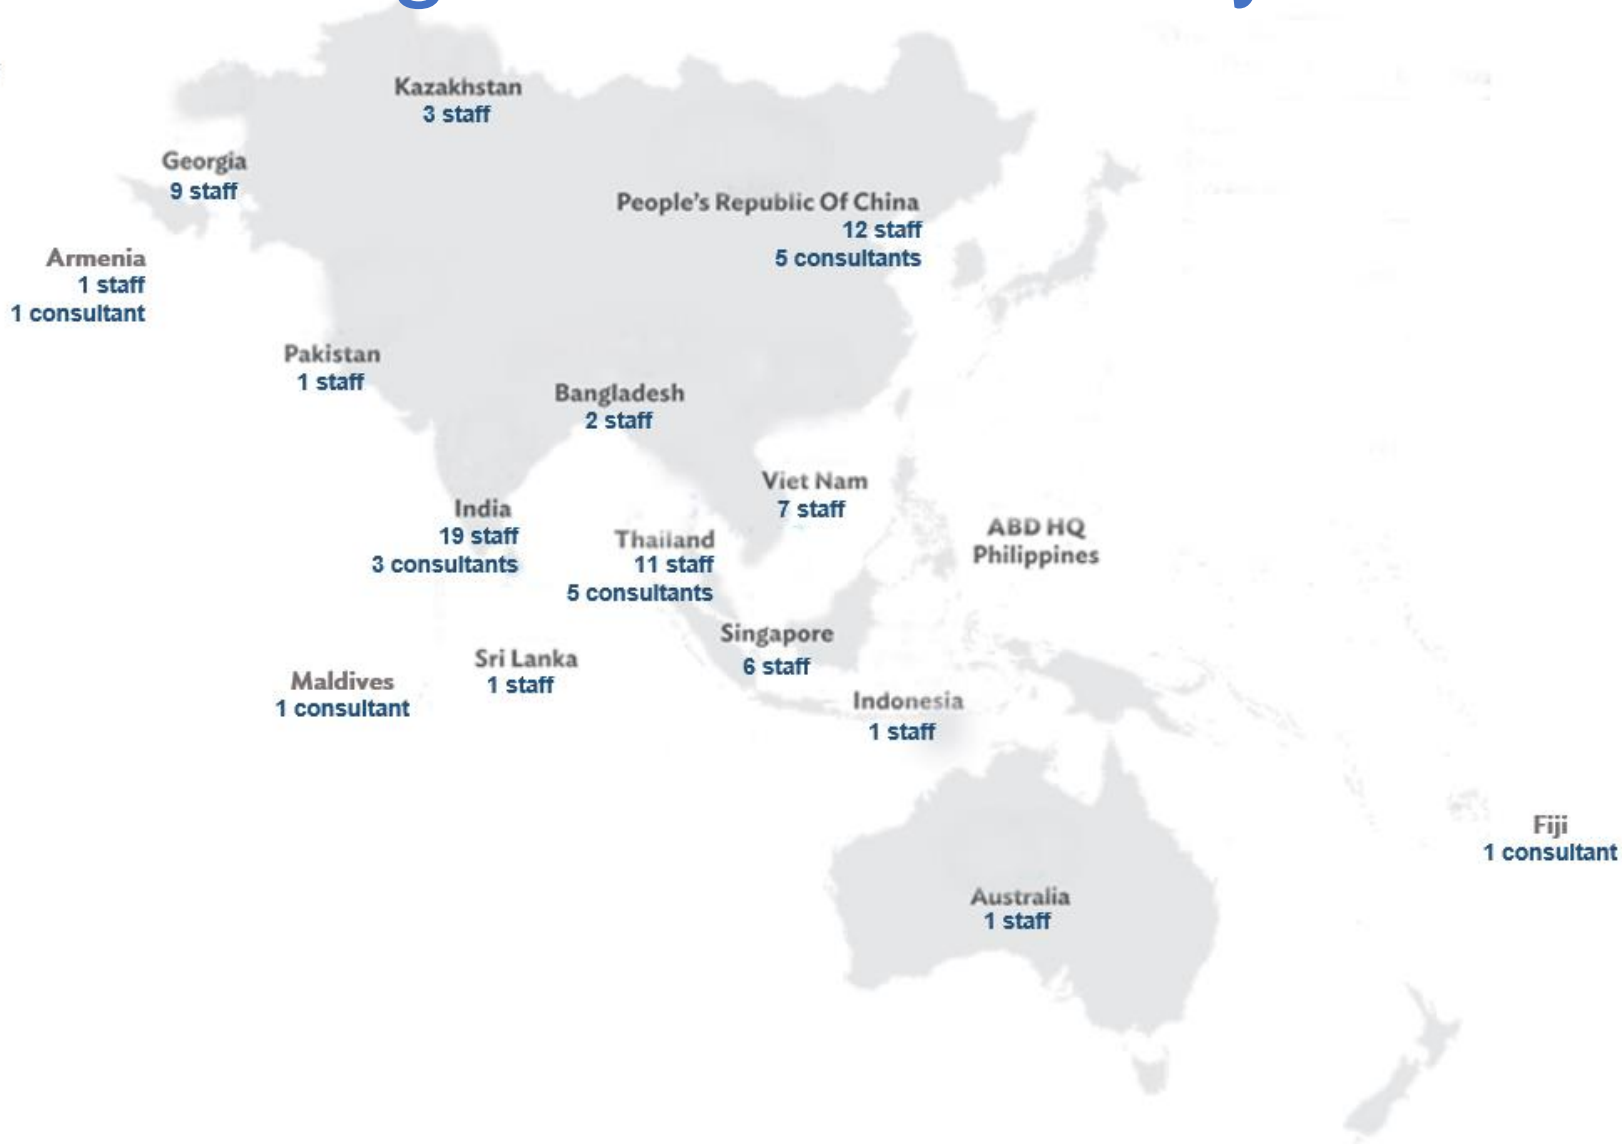 Kazakhstan
3 staff
Georgia
9 staff
People's Republic Of China
12 staff
5 consultants
Armenia
1 staff
1 consultant
Pakistan
1 staff
Bangladesh
2 staff
Viet Nam
7 staff
India
19 staff
3 consultants
Thailand
11 staff
5 consultants
ABD HQ
Philippines
Singapore
6 staff
Sri Lanka
1 staff
Maldives
1 consultant
Indonesia
1 staff
Fiji
1 consultant
Australia
1 staff